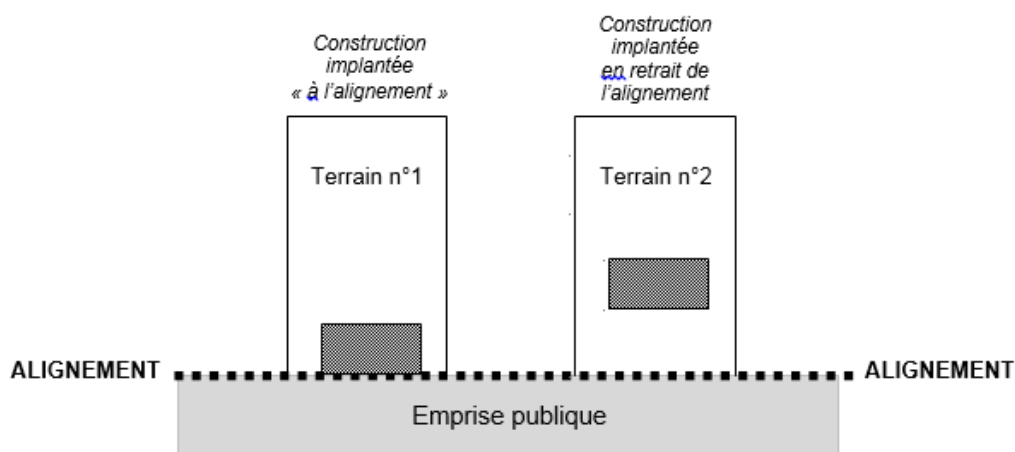 Construction
implantée
« à l'alignement »
Construction
implantée
en retrait de
l'alignement
Terrain n°1
Terrain n°2
ALIGNEMENT
ALIGNEMENT
Emprise publique